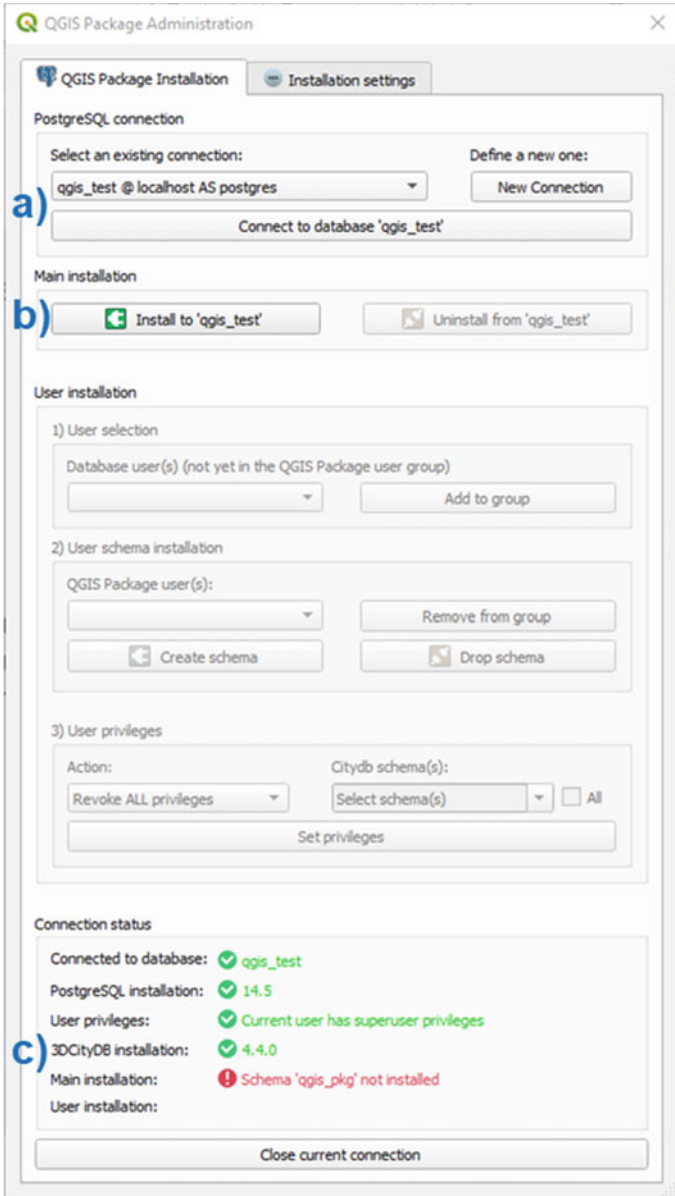 QGIS Package Administration
QGIS Package Installation
Installation settings
PostgreSQL connection
Select an existing connection:
Define a new one:
a)
qgis_test @ localhost AS postgres
New Connection
Connect to database 'qgis_test'
Main installation
b)
Install to 'qgis_test'
Uninstall from 'qgis_test'
User installation
1) User selection
Database user(s) (not yet in the QGIS Package user group)
Add to group
2) User schema installation
QGIS Package user(s):
Remove from group
Create schema
Drop schema
3) User privileges
Action:
Citydb schema(s):
Revoke ALL privileges
Select schema(s)
All
Set privileges
Connection status
Connected to database: qgis_test
PostgreSQL installation: 14.5
User privileges: Current user has superuser privileges
c)
3DCityDB installation: 4.4.0
Main installation: Schema 'qgis_pkg' not installed
User installation:
Close current connection